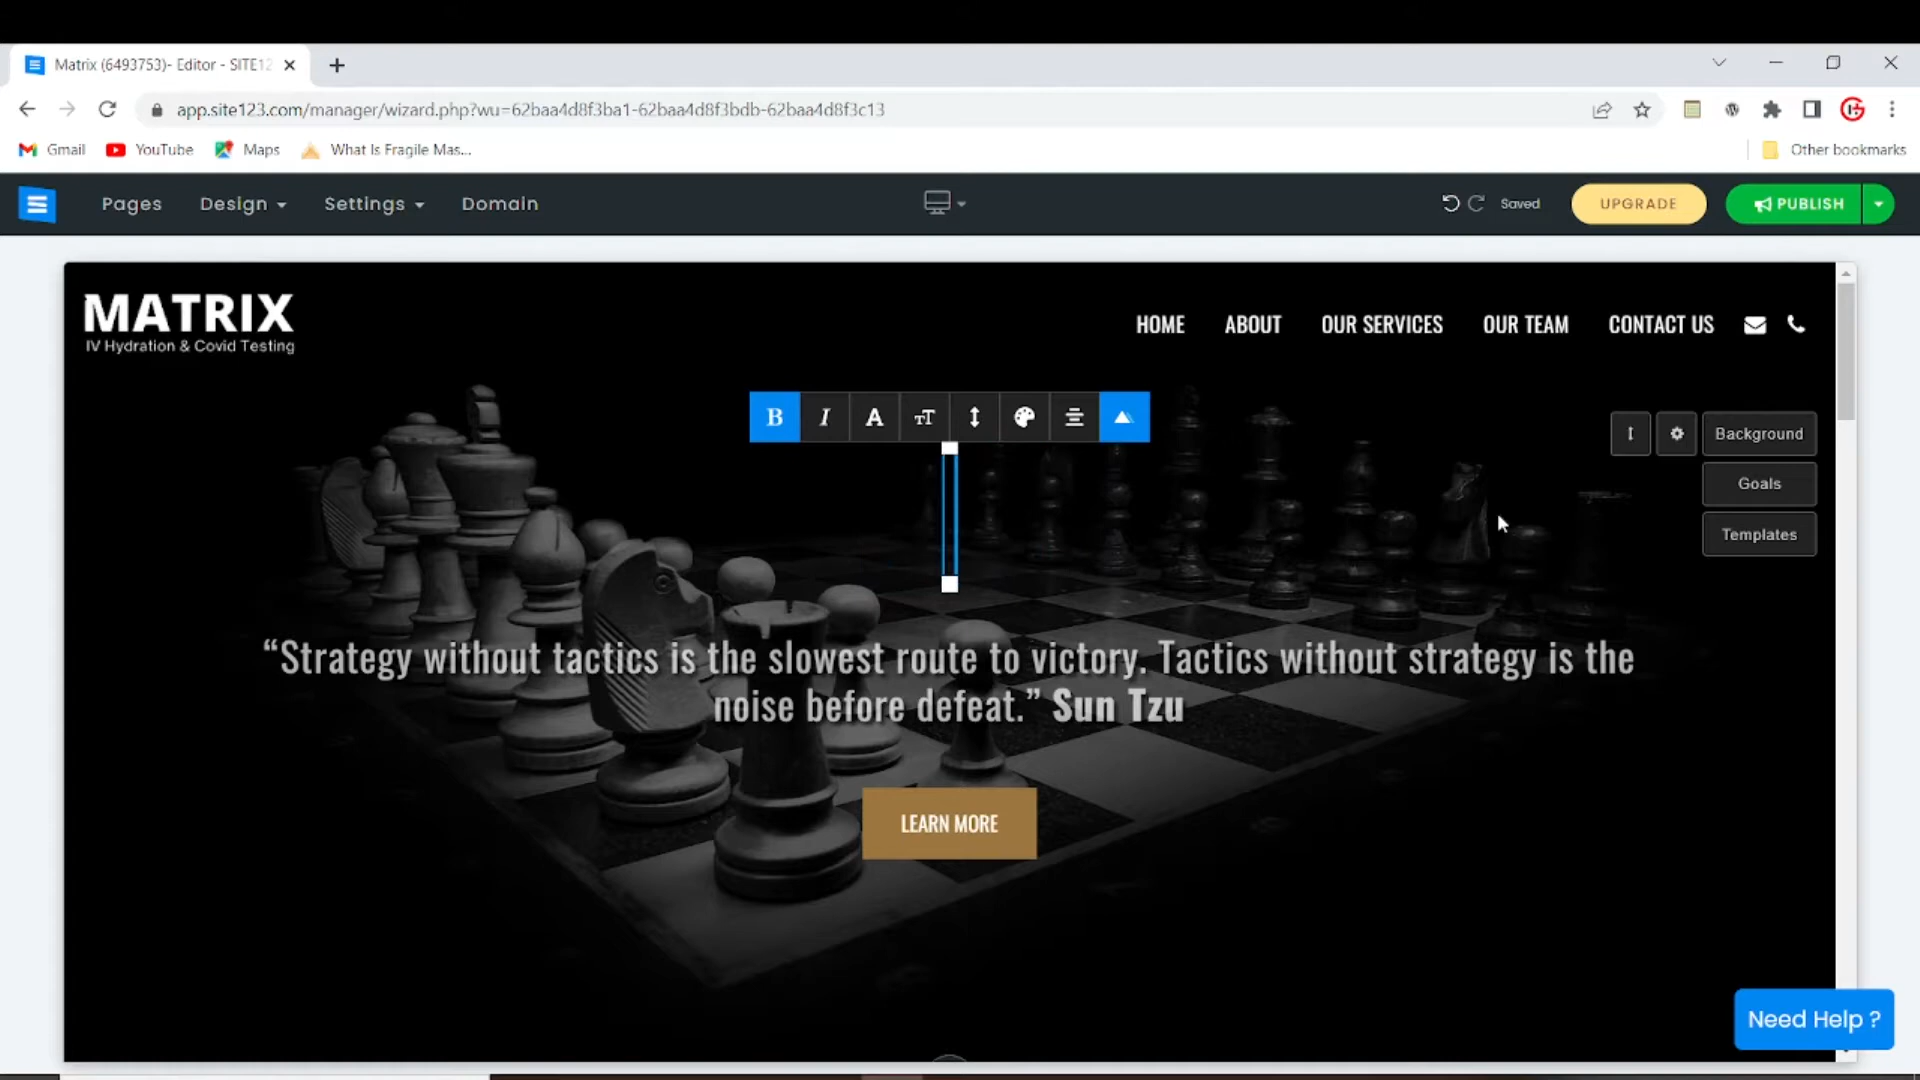 Matrix (6493753)- Editor - SITE12
app.site123.com/manager/wizard.php?wu=62baa4d8f3ba1-62baa4d8f3bdb-62baa4d8f3c13
Gmail YouTube Maps What Is Fragile Mas... Other bookmarks
Pages Design Settings Domain Saved UPGRADE PUBLISH
MATRIX
IV Hydration & Covid Testing
HOME ABOUT OUR SERVICES OUR TEAM CONTACT US
B I A TT
Background
Goals
Templates
“Strategy without tactics is the slowest route to victory. Tactics without strategy is the
noise before defeat.” Sun Tzu
LEARN MORE
Need Help ?